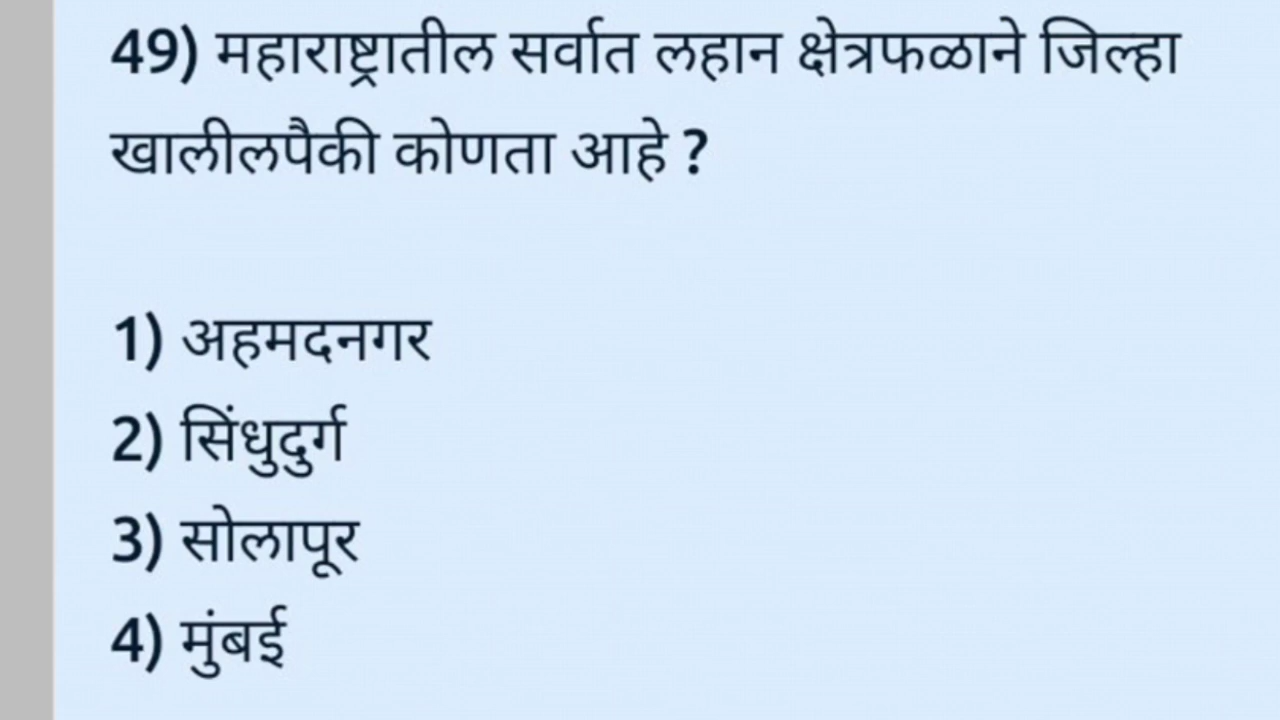 49) महाराष्ट्रातील सर्वात लहान क्षेत्रफळाने जिल्हा
खालीलपैकी कोणता आहे ?
1) अहमदनगर
2) सिंधुदुर्ग
3) सोलापूर
4) मुंबई